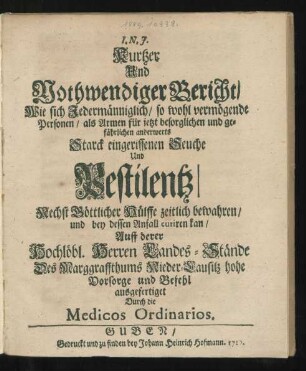 I. N. J.
Kurtzer
Und
Nothwendiger Bericht/
Wie sich Jedermänniglich/ so wohl vermögende
Personen/ als Armen für jetzt besorglichen und ge-
fährlichen anderwerts
Starck eingerissenen Seuche
Und
Pestilentz/
Nechst Göttlicher Hülffe zeitlich bewahren/
und bey dessen Anfall curiren kan/
Auff derer
Hochlöbl. Herren Landes-Stände
Des Marggraffthums Nieder-Lausitz hohe
Vorsorge und Befehl
ausgefertiget
Durch die
Medicos Ordinarios.
GUBEN/
Gedruckt und zu finden bey Johann Heinrich Hofmann.